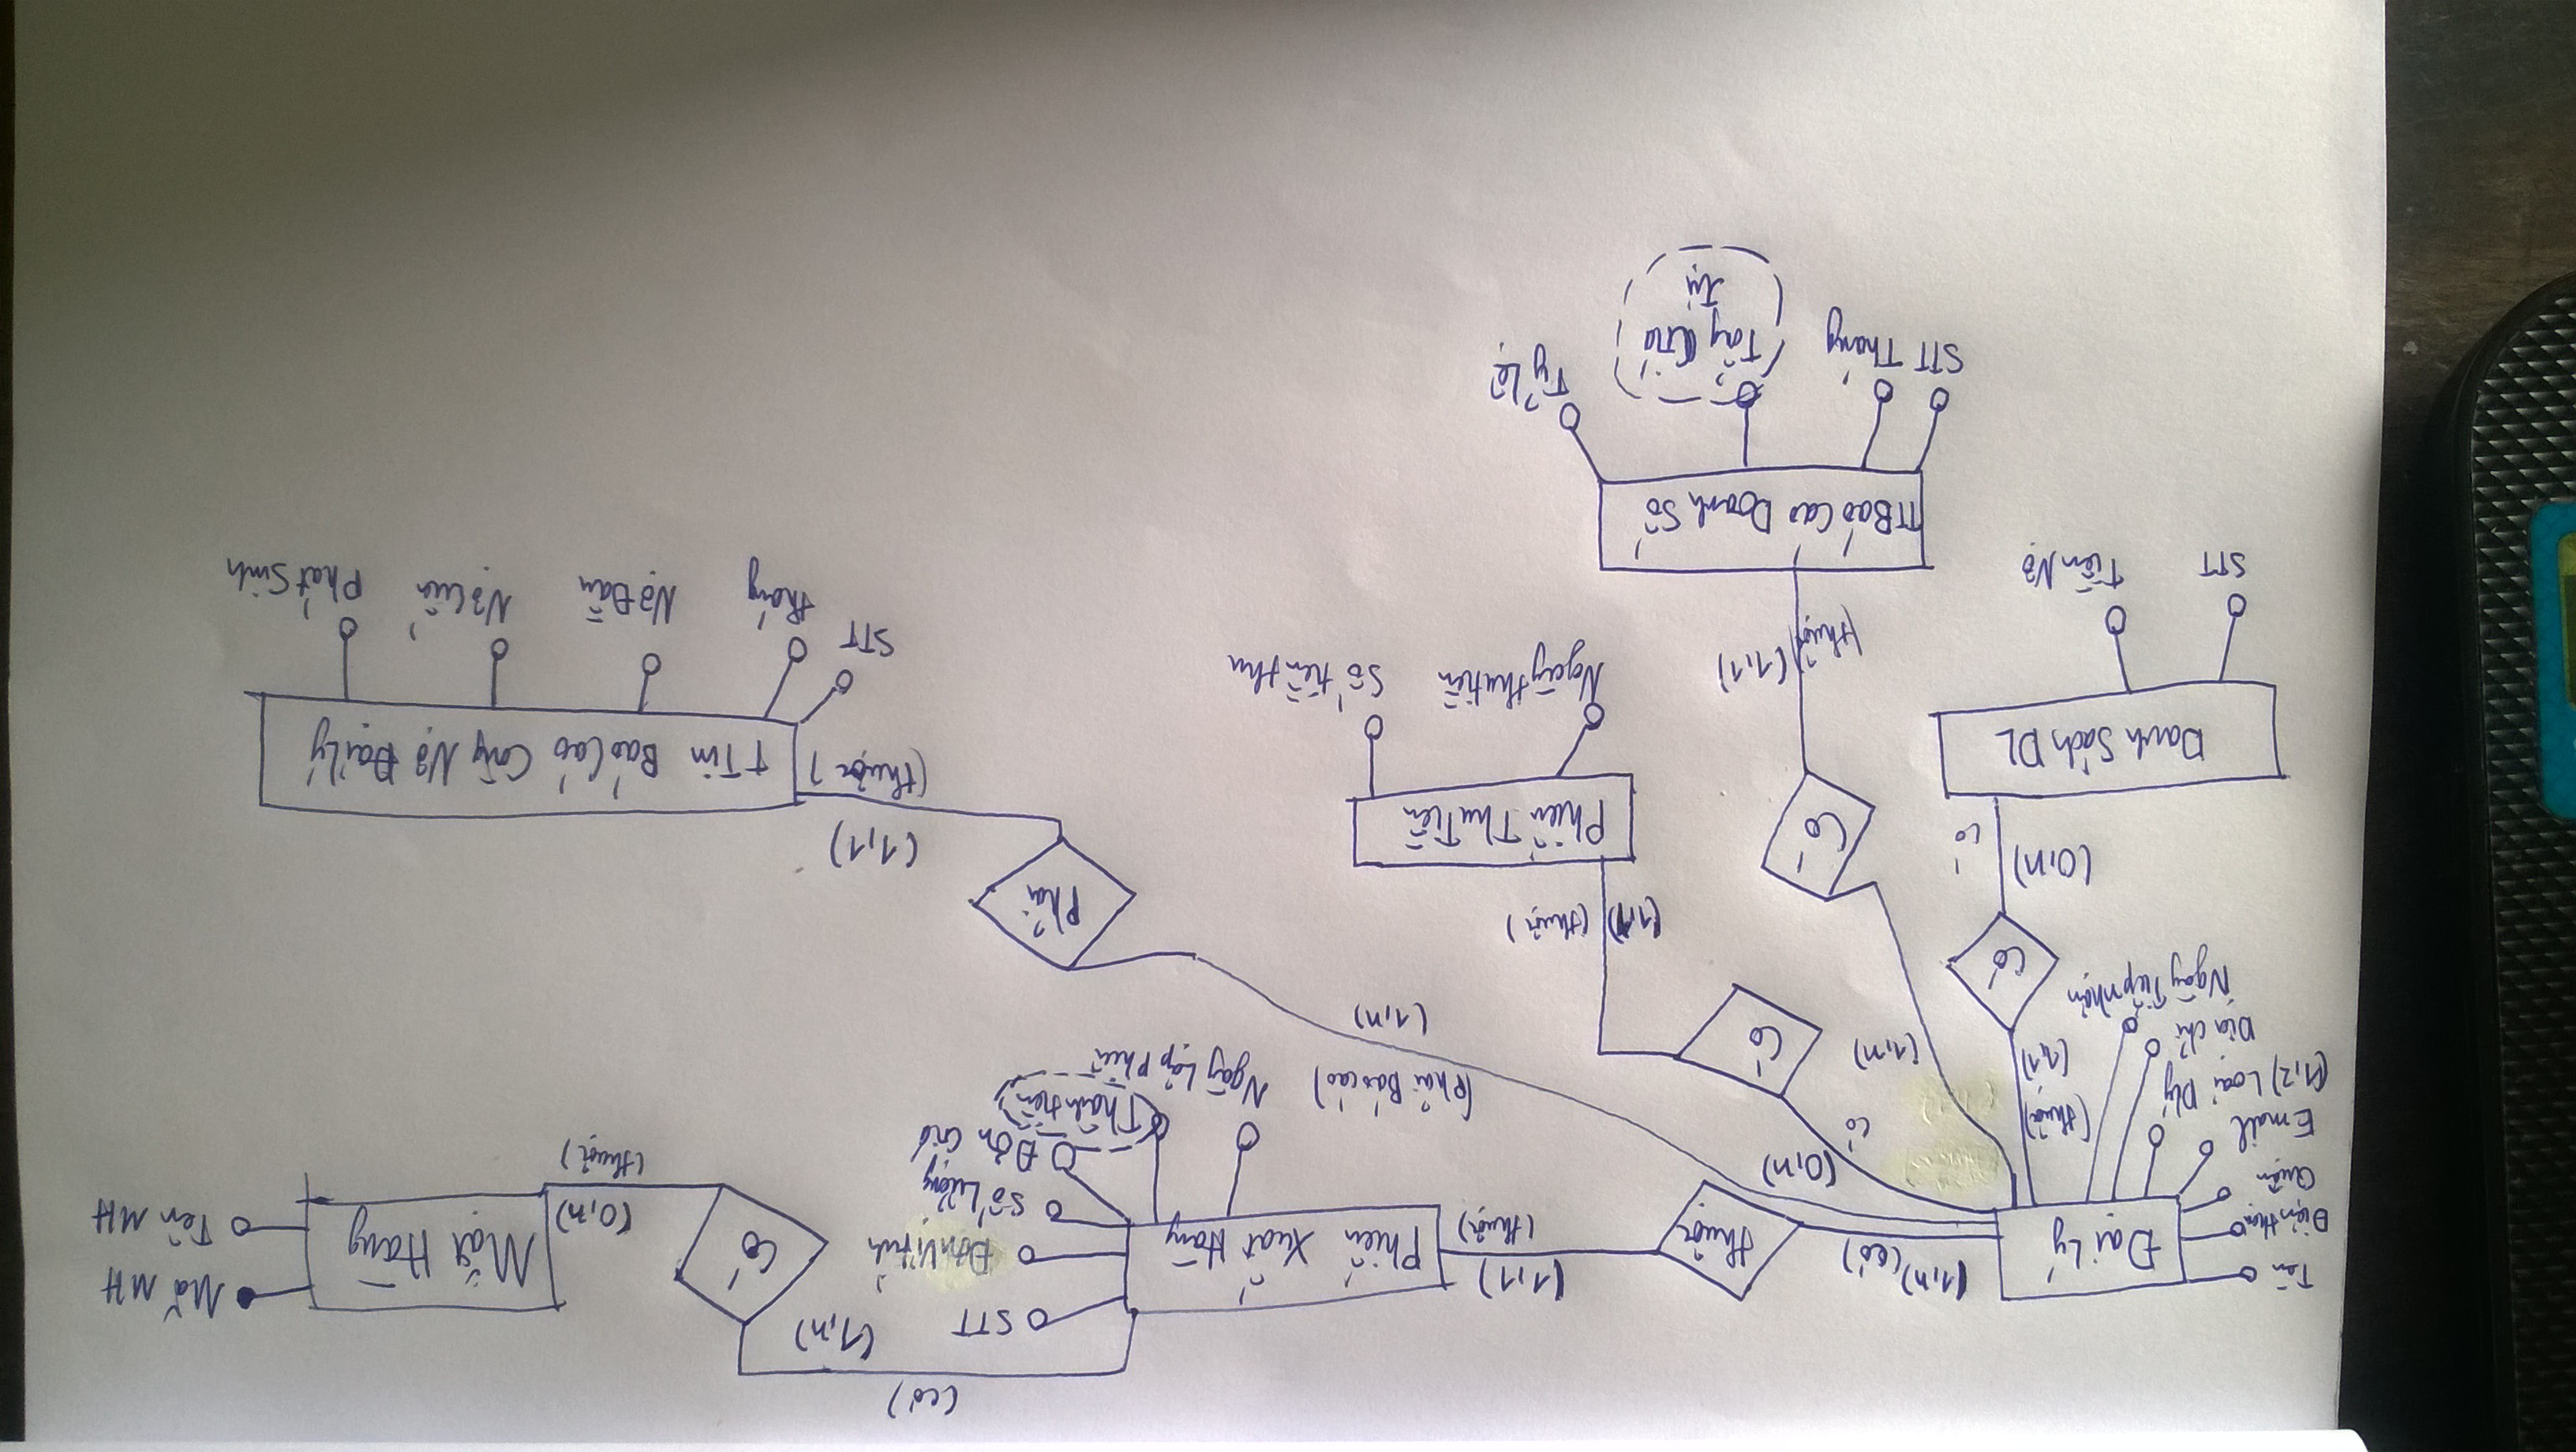 Đại Lý
Tên
Điện thoại
Quận
Email
(1,2) Loại Dlý
Địa chỉ
Ngày Tiếp nhận
(1,n) (có)
thuộc
(1,1)
(thuộc)
Phiếu Xuất Hàng
STT
Đơn Vị tính
Số Lượng
Đơn Giá
(Thành tiền)
Ngày Lập Phiếu
(có)
(1,n)
Có
(0,n)
(thuộc)
Mặt Hàng
Mã MH
Tên MH
(Phải Báo cáo)
(1,n)
Phải
(1,1)
(thuộc)
TTin Báo Cáo Công Nợ Đại Lý
STT
tháng
Nợ Đầu
Nợ Cuối
Phát Sinh
(0,n)
có
Có
(thuộc)
Phiếu Thu Tiền
Ngày thu tiền
Số tiền thu
(1,n)
Có
(thuộc)
(1,1)
TTBáo Cáo Doanh Số
STT
Tháng
(Tổng Giá
trị)
Tỷ Lệ
(thuộc)
(1,1)
Có
(0,n)
có
Danh Sách DL
STT
Tiền Nợ